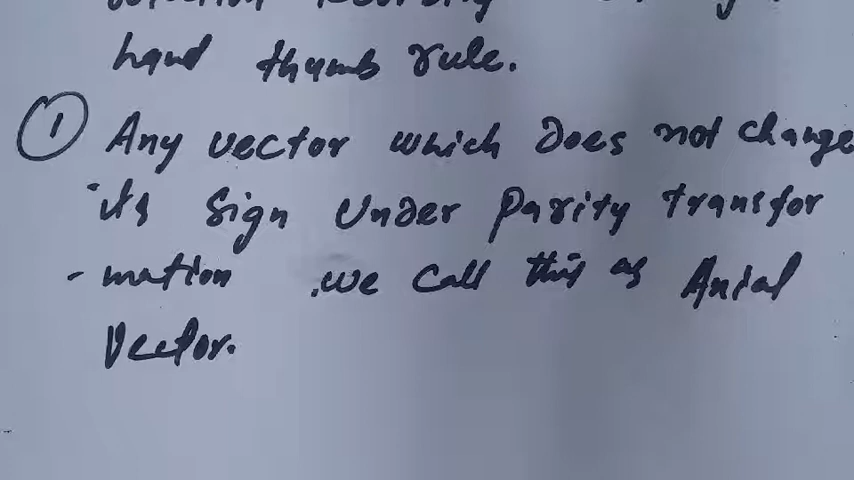 hand thumb rule.
① Any vector which does not change
its sign under parity transfor
- mation we call this as Axial
Vector.